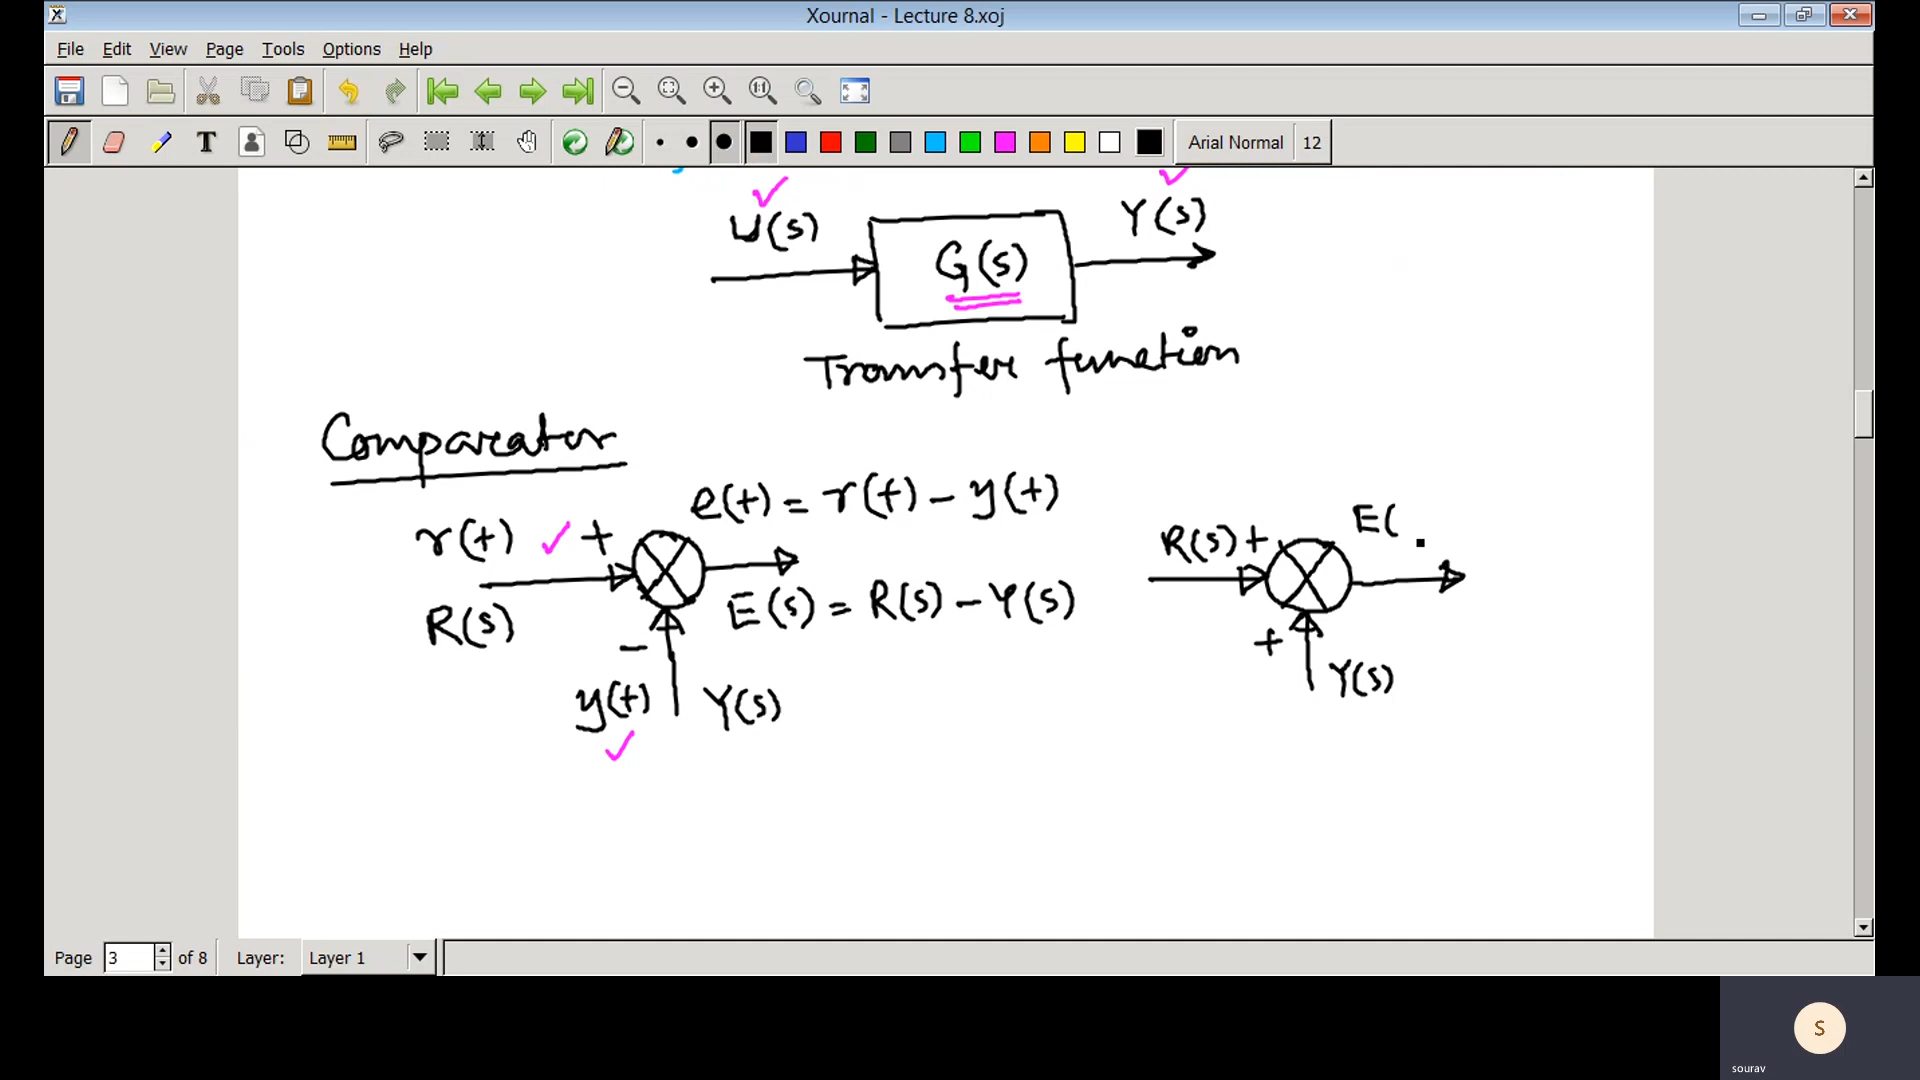 Xournal - Lecture 8.xoj
File Edit View Page Tools Options Help
Arial Normal 12
U(s) G(s) Y(s)
Transfer function
Comparator
e(t) = r(t) - y(t)
r(t) +
R(s)
E(s) = R(s) - Y(s)
-
y(t) Y(s)
E(
R(s) +
+
Y(s)
Page 3 of 8 Layer: Layer 1
S
sourav